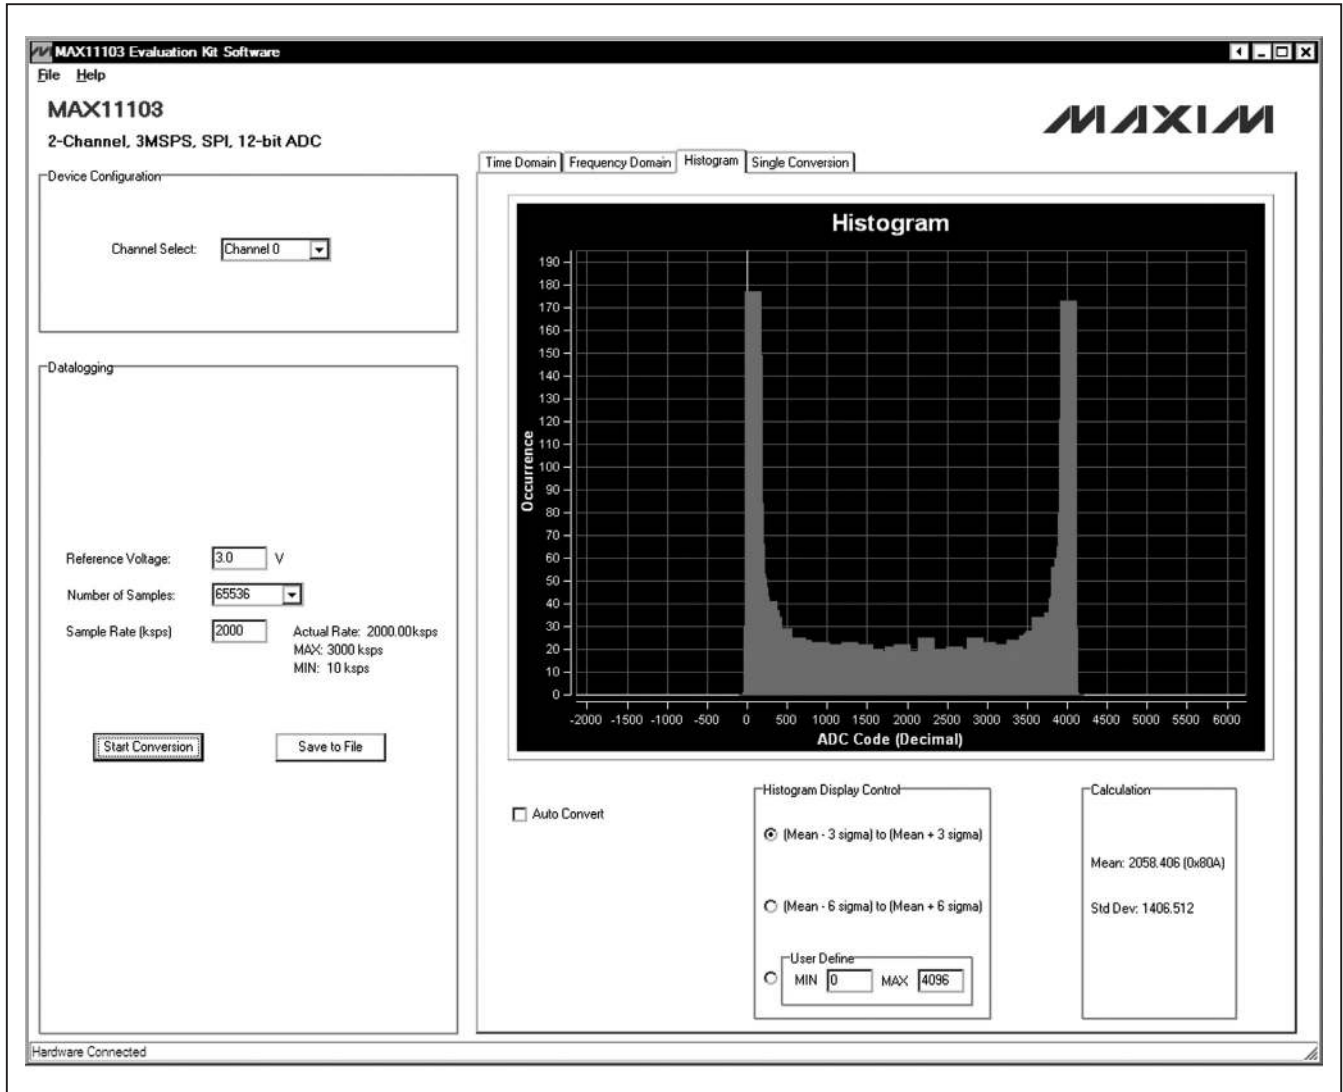 MAX11103 Evaluation Kit Software
File Help
MAX11103
2-Channel, 3MSPS, SPI, 12-bit ADC
MAXIM
Device Configuration
Channel Select: Channel 0
Datalogging
Reference Voltage: 3.0 V
Number of Samples: 65536
Sample Rate (ksps) 2000 Actual Rate: 2000.00ksps
MAX: 3000 ksps
MIN: 10 ksps
Start Conversion Save to File
Time Domain Frequency Domain Histogram Single Conversion
Histogram
Occurrence
190
180
170
160
150
140
130
120
110
100
90
80
70
60
50
40
30
20
10
0
-2000 -1500 -1000 -500 0 500 1000 1500 2000 2500 3000 3500 4000 4500 5000 5500 6000
ADC Code (Decimal)
Auto Convert
Histogram Display Control
(Mean - 3 sigma) to (Mean + 3 sigma)
(Mean - 6 sigma) to (Mean + 6 sigma)
User Define
MIN 0 MAX 4096
Calculation
Mean: 2058.406 (0x80A)
Std Dev: 1406.512
Hardware Connected